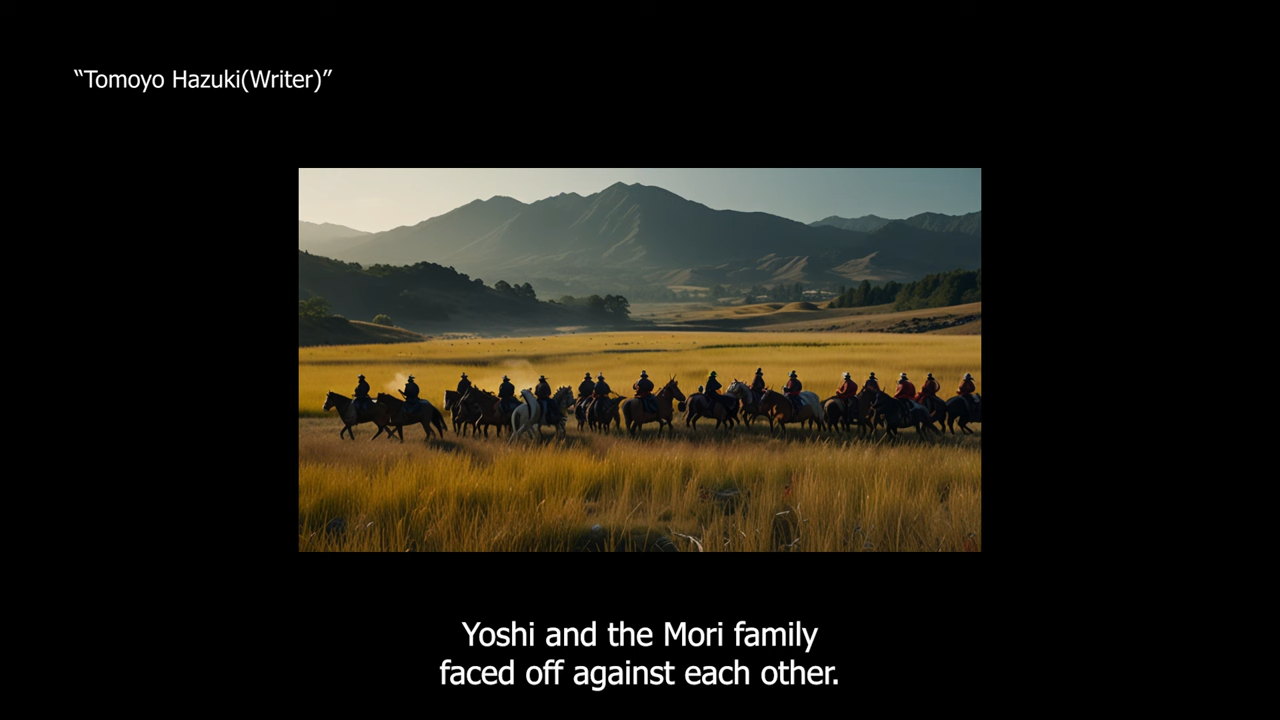 “Tomoyo Hazuki(Writer)”
Yoshi and the Mori family
faced off against each other.